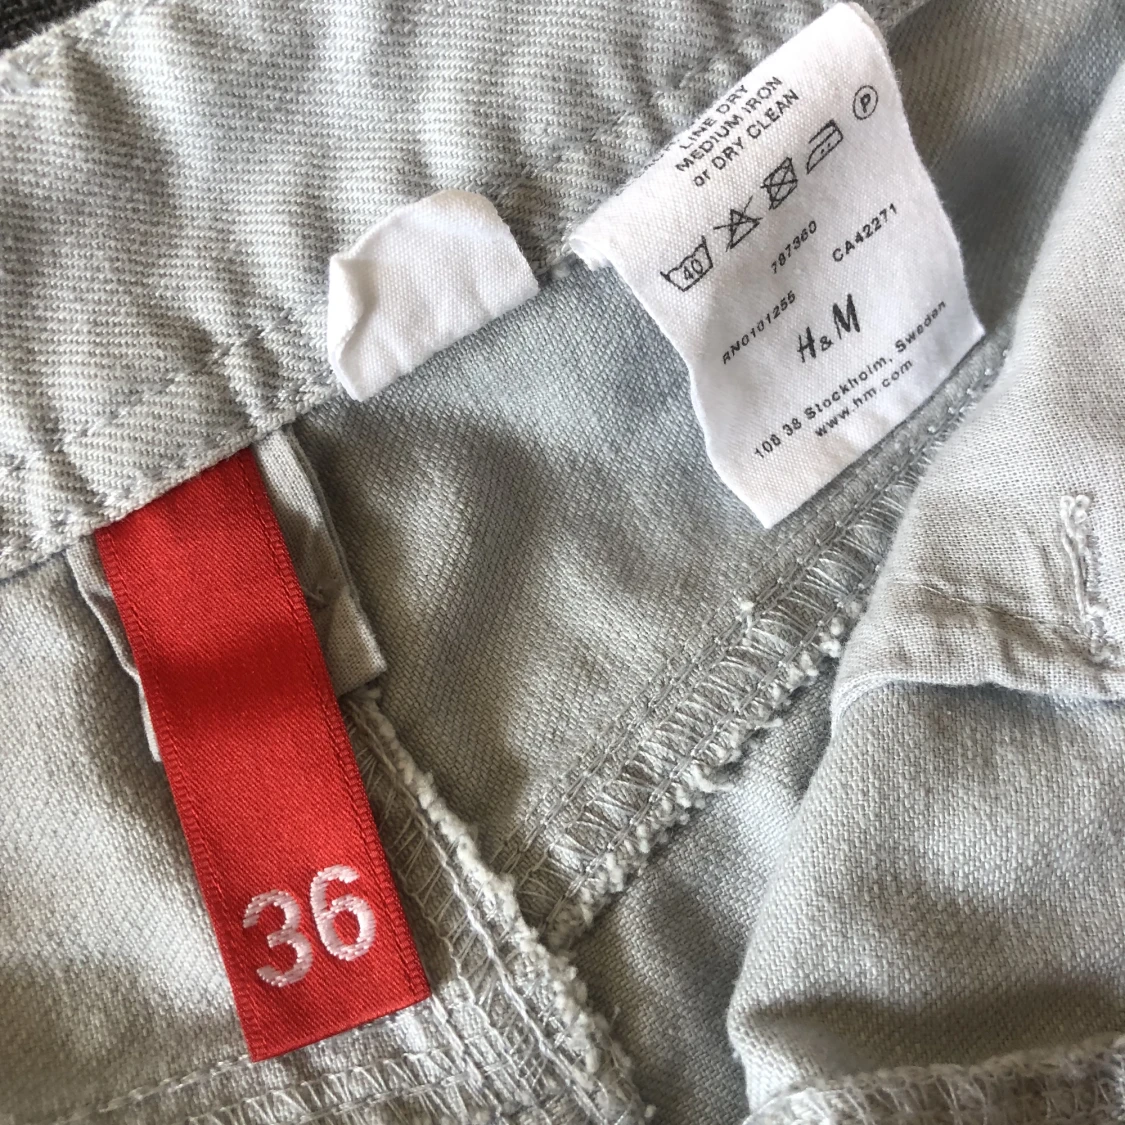 LINE DRY
MEDIUM IRON
or DRY CLEAN
P
40
787360
RN0101255 CA42271
H&M
106 38 Stockholm, Sweden
www.hm.com
36